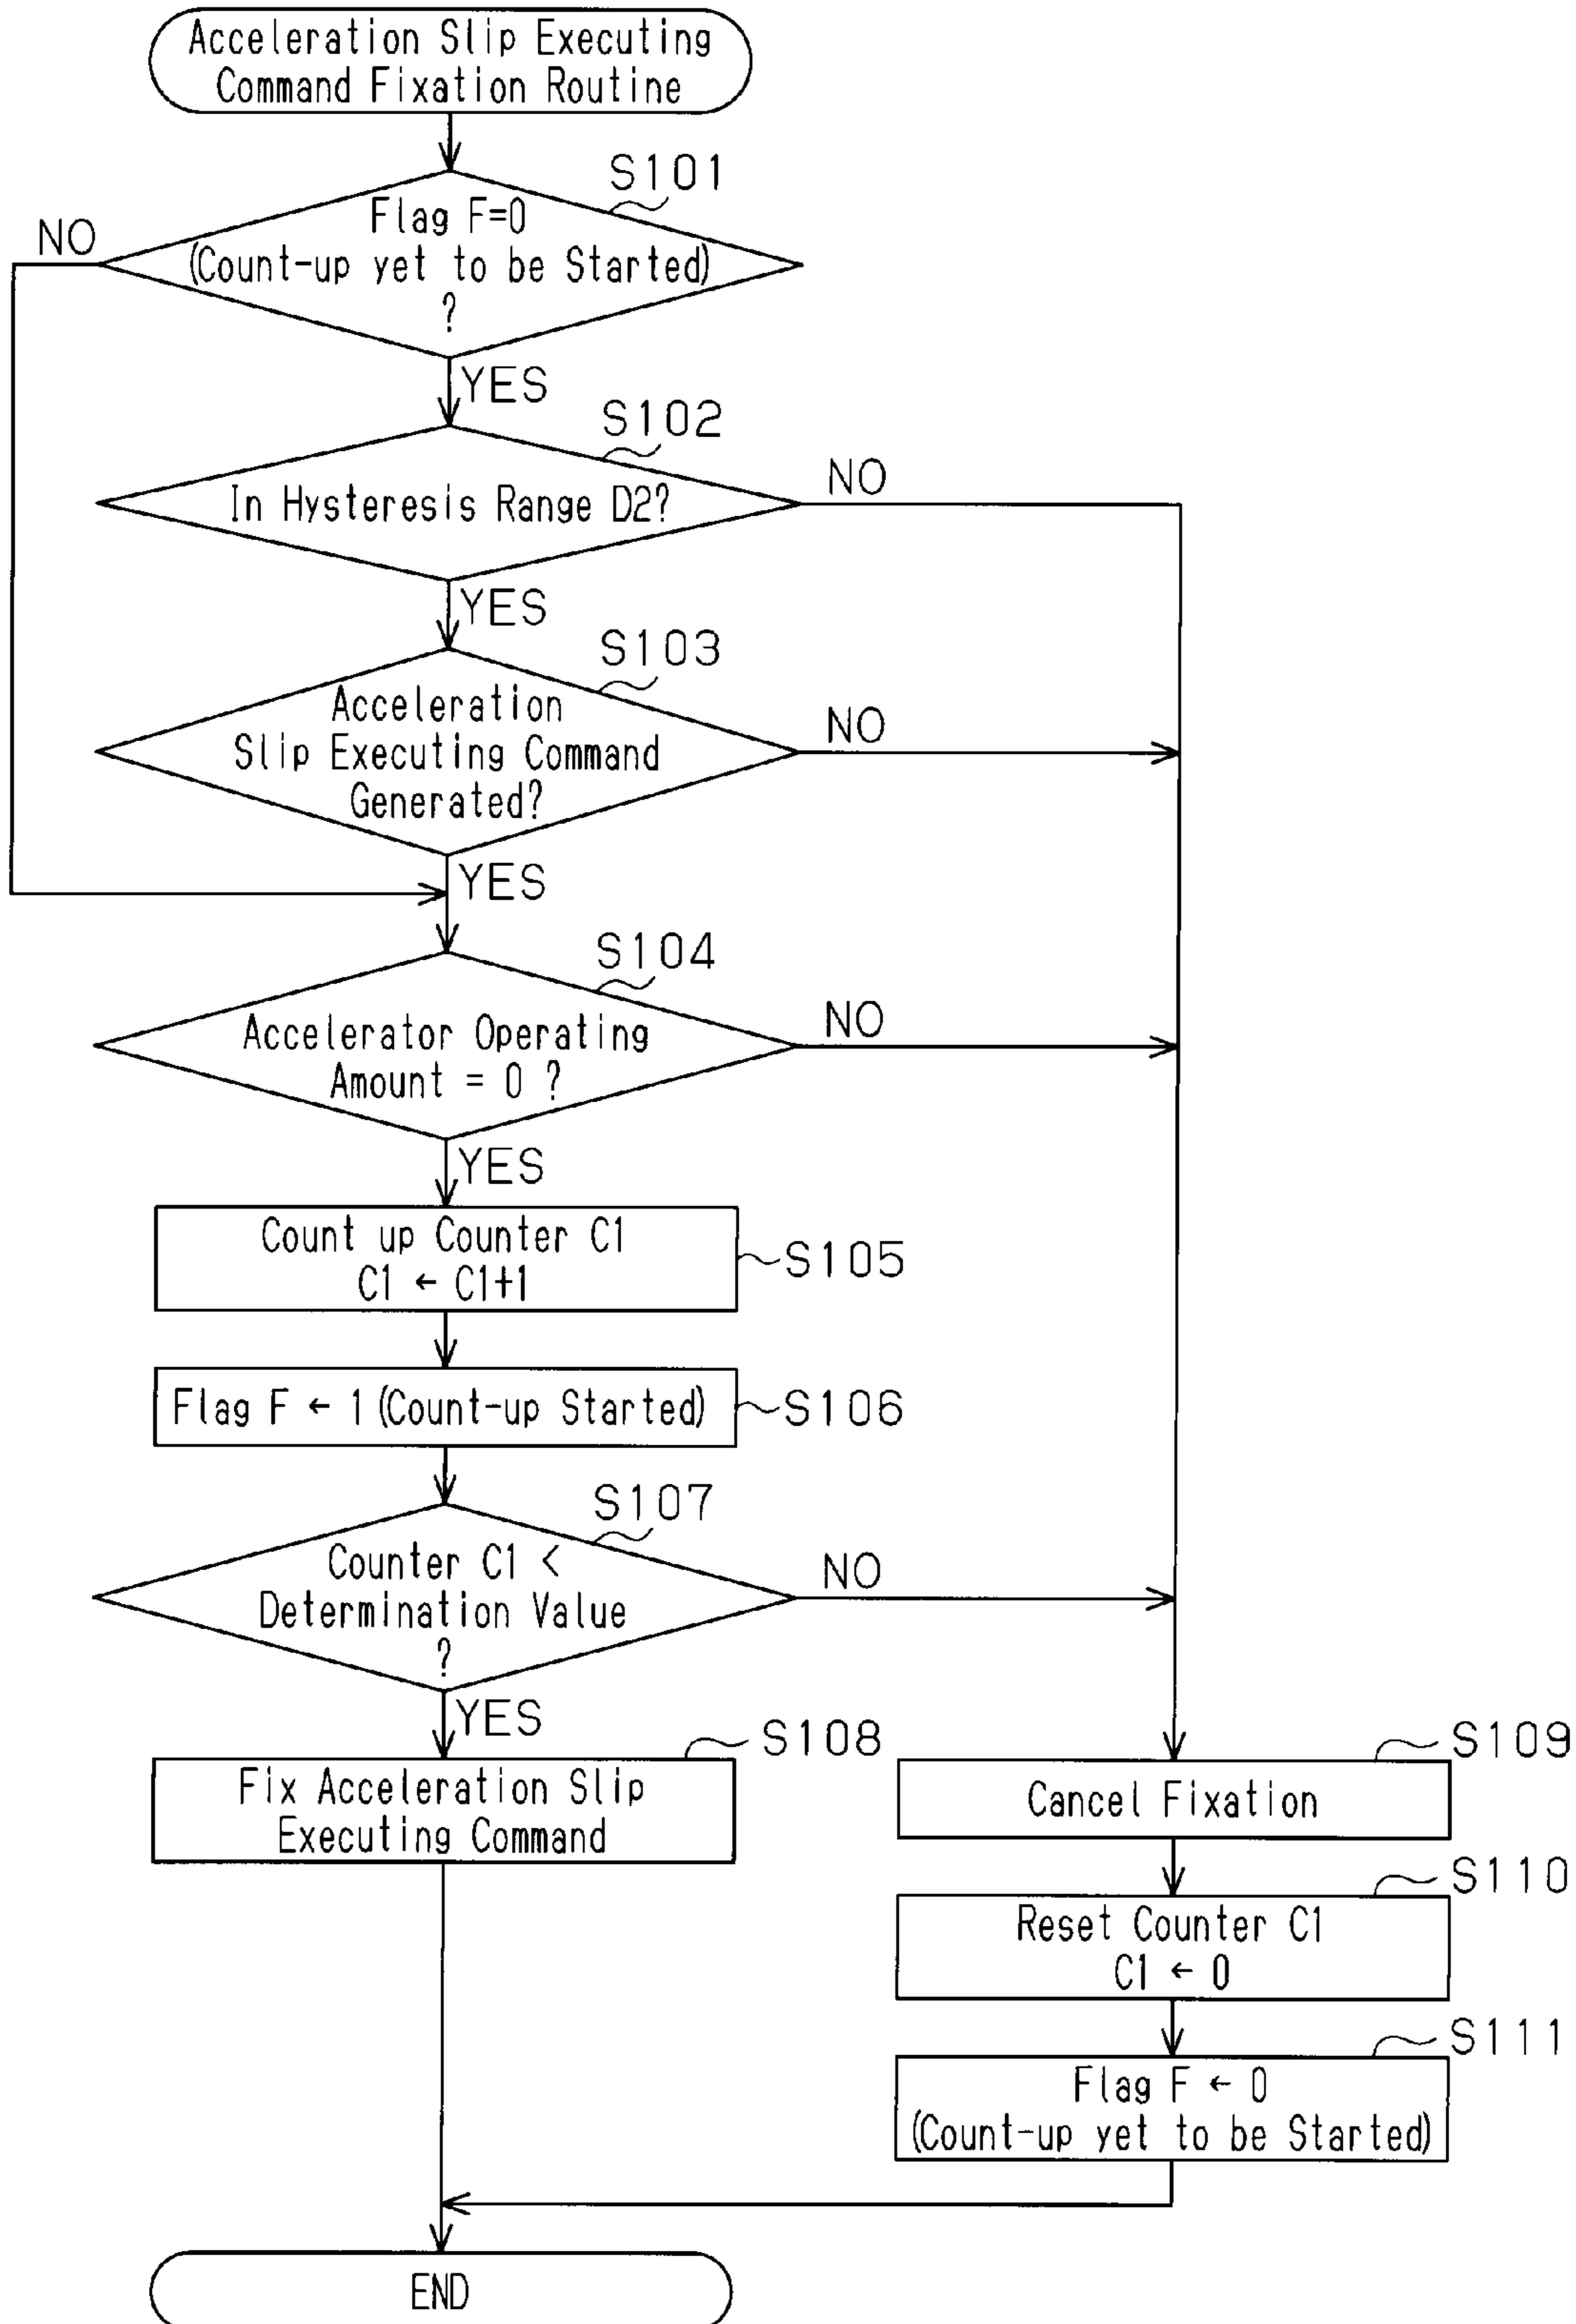 Acceleration Slip Executing
Command Fixation Routine
S101
NO
Flag F=0
(Count-up yet to be Started)
?
YES
S102
In Hysteresis Range D2?
NO
YES
S103
Acceleration
Slip Executing Command
Generated?
NO
YES
S104
Accelerator Operating
Amount = 0 ?
NO
YES
Count up Counter C1
C1 ← C1+1
S105
Flag F ← 1 (Count-up Started)
S106
S107
Counter C1 <
Determination Value
?
NO
YES
S108
Fix Acceleration Slip
Executing Command
S109
Cancel Fixation
S110
Reset Counter C1
C1 ← 0
S111
Flag F ← 0
(Count-up yet to be Started)
END